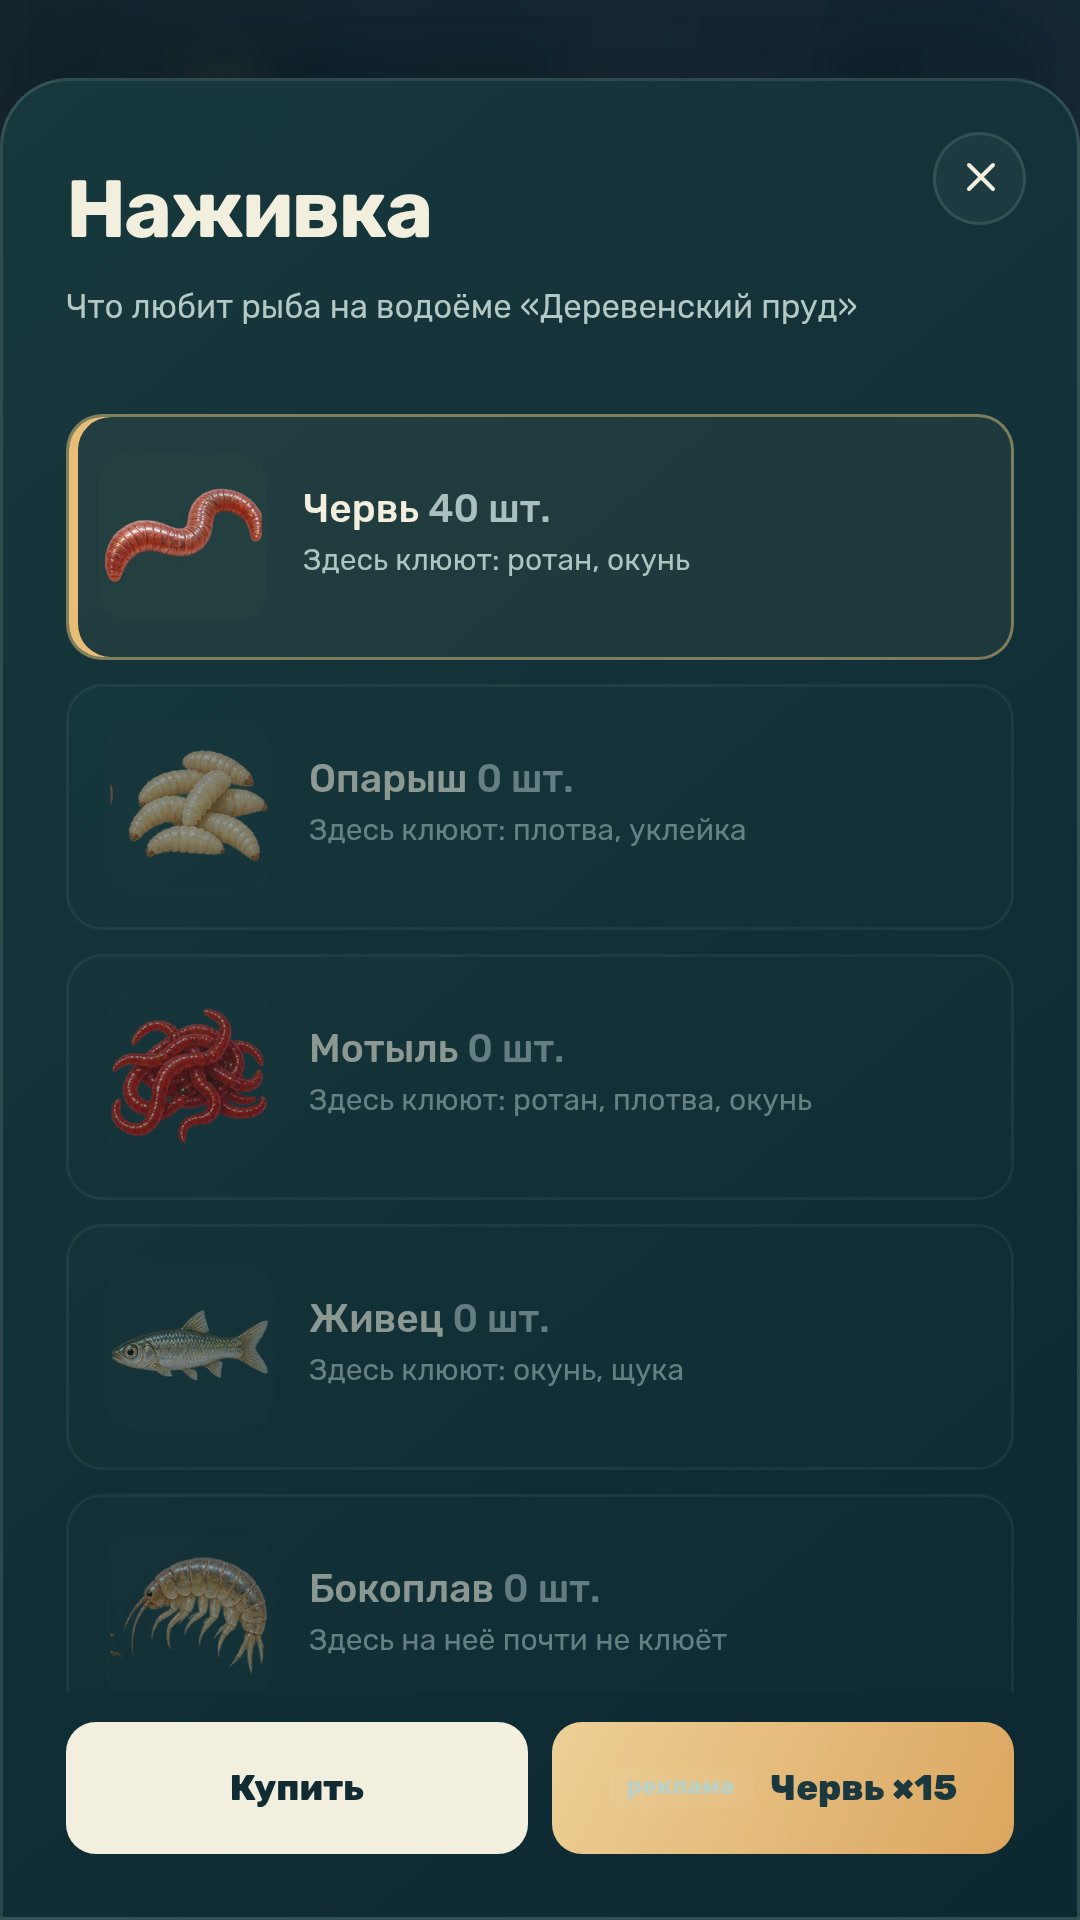 Наживка
Что любит рыба на водоёме «Деревенский пруд»
Червь 40 шт.
Здесь клюют: ротан, окунь
Опарыш 0 шт.
Здесь клюют: плотва, уклейка
Мотыль 0 шт.
Здесь клюют: ротан, плотва, окунь
Живец 0 шт.
Здесь клюют: окунь, щука
Бокоплав 0 шт.
Здесь на неё почти не клюёт
Купить
реклама Червь ×15